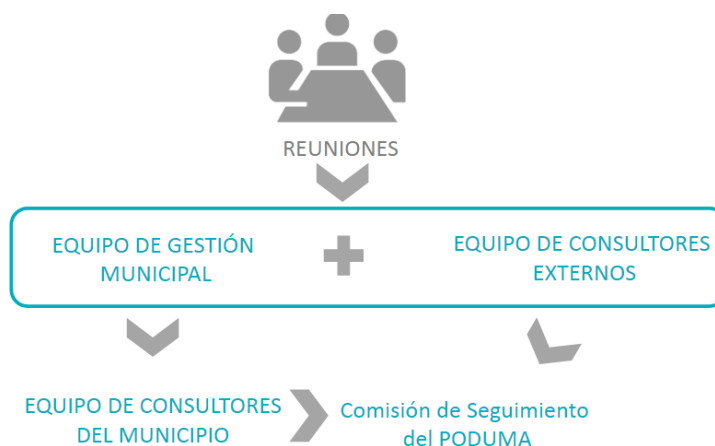 REUNIONES
EQUIPO DE GESTIÓN
MUNICIPAL
EQUIPO DE CONSULTORES
EXTERNOS
EQUIPO DE CONSULTORES
DEL MUNICIPIO
Comisión de Seguimiento
del PODUMA